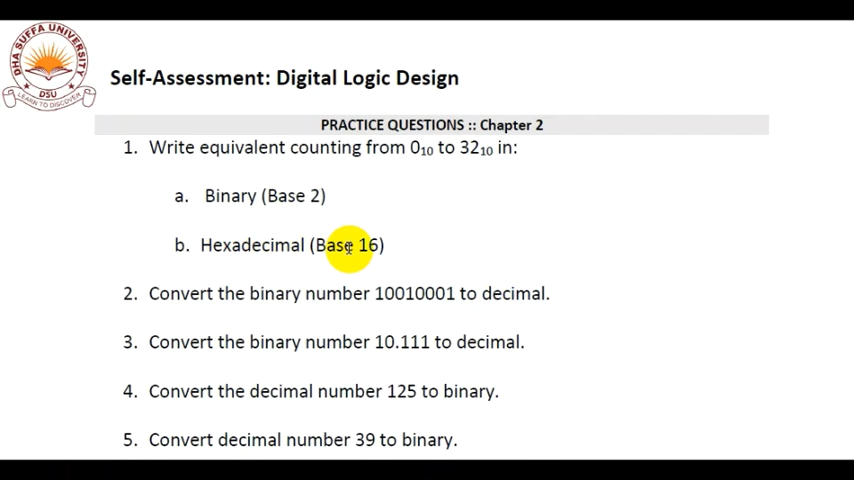 DHA SUFFA UNIVERSITY
DSU
LEARN TO DISCOVER
Self-Assessment: Digital Logic Design
PRACTICE QUESTIONS :: Chapter 2
1. Write equivalent counting from 0₁₀ to 32₁₀ in:
a. Binary (Base 2)
b. Hexadecimal (Base 16)
2. Convert the binary number 10010001 to decimal.
3. Convert the binary number 10.111 to decimal.
4. Convert the decimal number 125 to binary.
5. Convert decimal number 39 to binary.